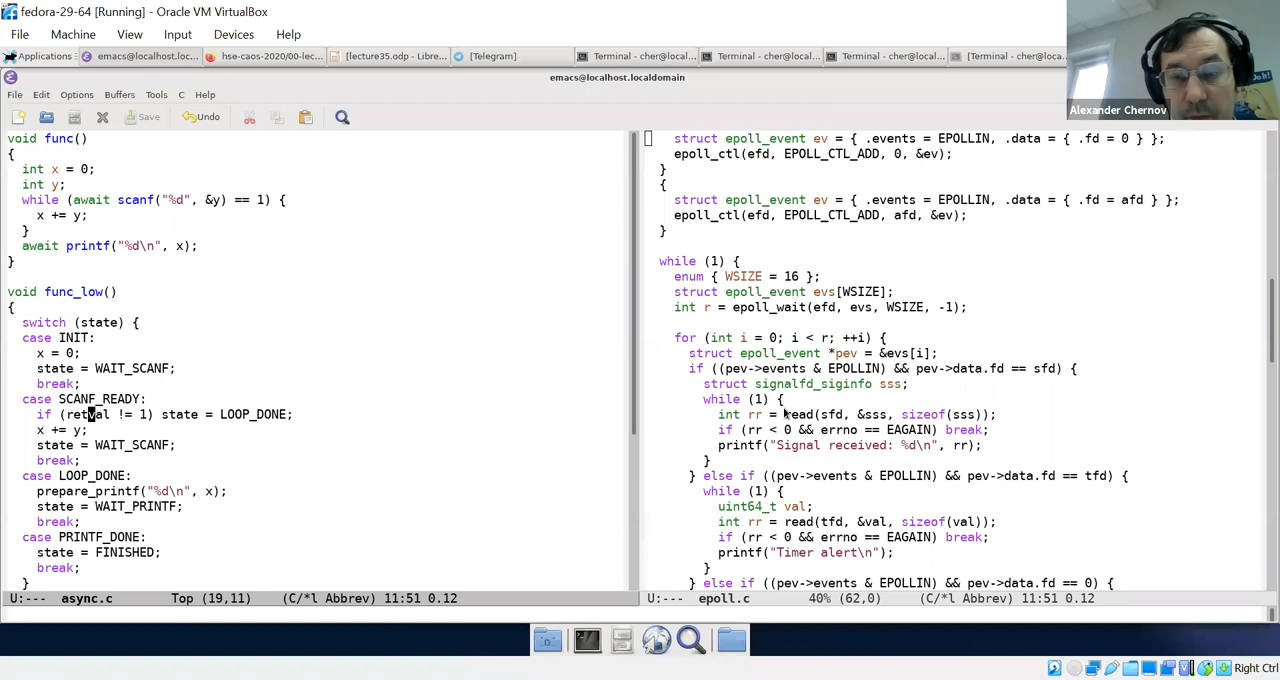 fedora-29-64 [Running] - Oracle VM VirtualBox
File Machine View Input Devices Help
Applications emacs@localhost.loc... hse-caos-2020/00-lec... [lecture35.odp - Libre... [Telegram] Terminal - cher@local... Terminal - cher@local... Terminal - cher@local... [Terminal - cher@loca...
emacs@localhost.localdomain
Alexander Chernov
File Edit Options Buffers Tools C Help
Save Undo
void func()
{
  int x = 0;
  int y;
  while (await scanf("%d", &y) == 1) {
    x += y;
  }
  await printf("%d\n", x);
}
void func_low()
{
  switch (state) {
  case INIT:
    x = 0;
    state = WAIT_SCANF;
    break;
  case SCANF_READY:
    if (retval != 1) state = LOOP_DONE;
    x += y;
    state = WAIT_SCANF;
    break;
  case LOOP_DONE:
    prepare_printf("%d\n", x);
    state = WAIT_PRINTF;
    break;
  case PRINTF_DONE:
    state = FINISHED;
    break;
  }
U:--- async.c Top (19,11) (C/*l Abbrev) 11:51 0.12
    struct epoll_event ev = { .events = EPOLLIN, .data = { .fd = 0 } };
    epoll_ctl(efd, EPOLL_CTL_ADD, 0, &ev);
  }
  {
    struct epoll_event ev = { .events = EPOLLIN, .data = { .fd = afd } };
    epoll_ctl(efd, EPOLL_CTL_ADD, afd, &ev);
  }
  while (1) {
    enum { WSIZE = 16 };
    struct epoll_event evs[WSIZE];
    int r = epoll_wait(efd, evs, WSIZE, -1);
    for (int i = 0; i < r; ++i) {
      struct epoll_event *pev = &evs[i];
      if ((pev->events & EPOLLIN) && pev->data.fd == sfd) {
        struct signalfd_siginfo sss;
        while (1) {
          int rr = read(sfd, &sss, sizeof(sss));
          if (rr < 0 && errno == EAGAIN) break;
          printf("Signal received: %d\n", rr);
        }
      } else if ((pev->events & EPOLLIN) && pev->data.fd == tfd) {
        while (1) {
          uint64_t val;
          int rr = read(tfd, &val, sizeof(val));
          if (rr < 0 && errno == EAGAIN) break;
          printf("Timer alert\n");
        }
      } else if ((pev->events & EPOLLIN) && pev->data.fd == 0) {
U:--- epoll.c 40% (62,0) (C/*l Abbrev) 11:51 0.12
Right Ctrl